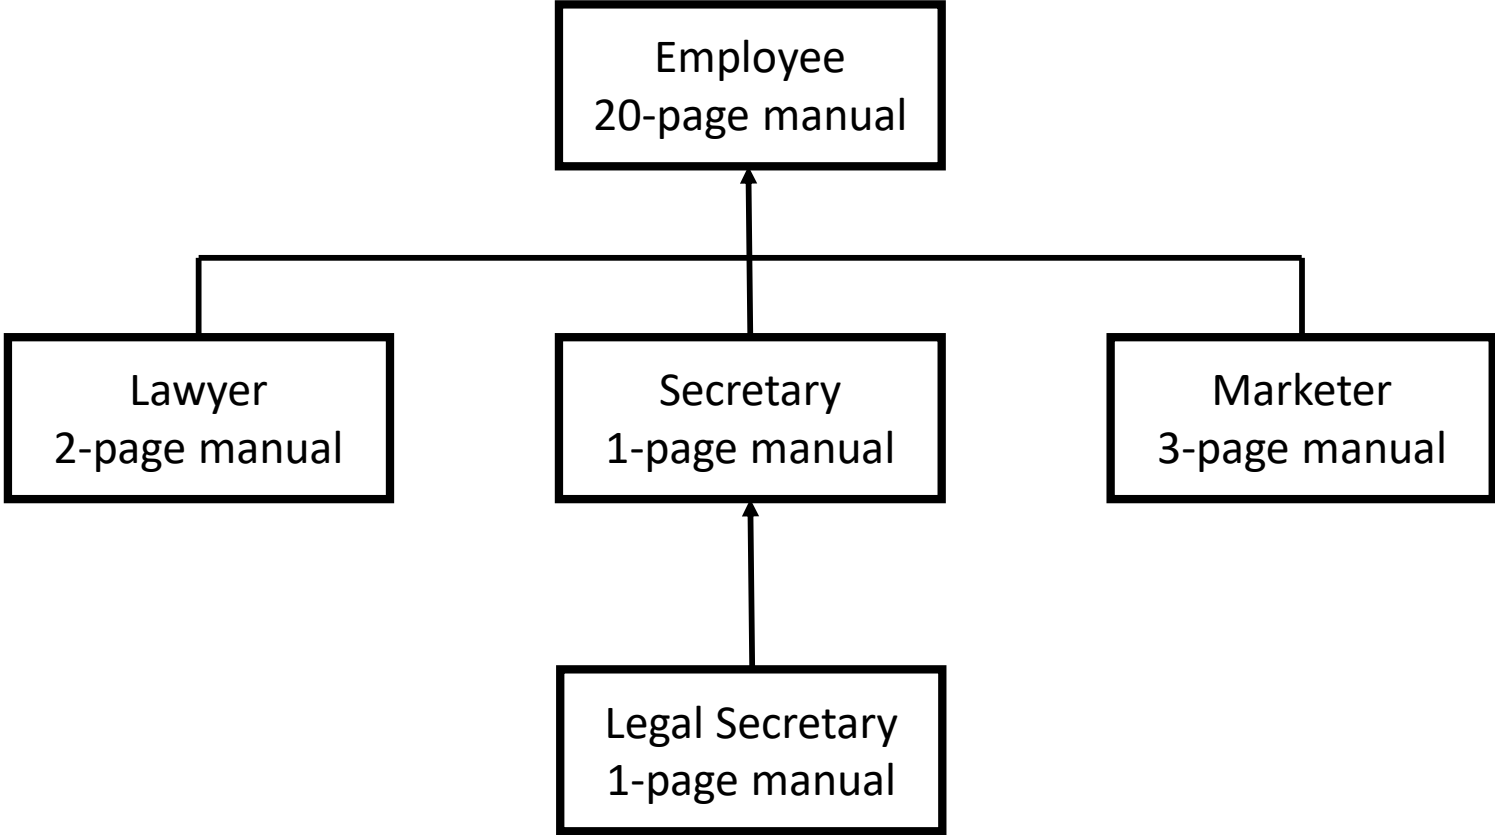 Employee
20-page manual
Lawyer
2-page manual
Secretary
1-page manual
Marketer
3-page manual
Legal Secretary
1-page manual